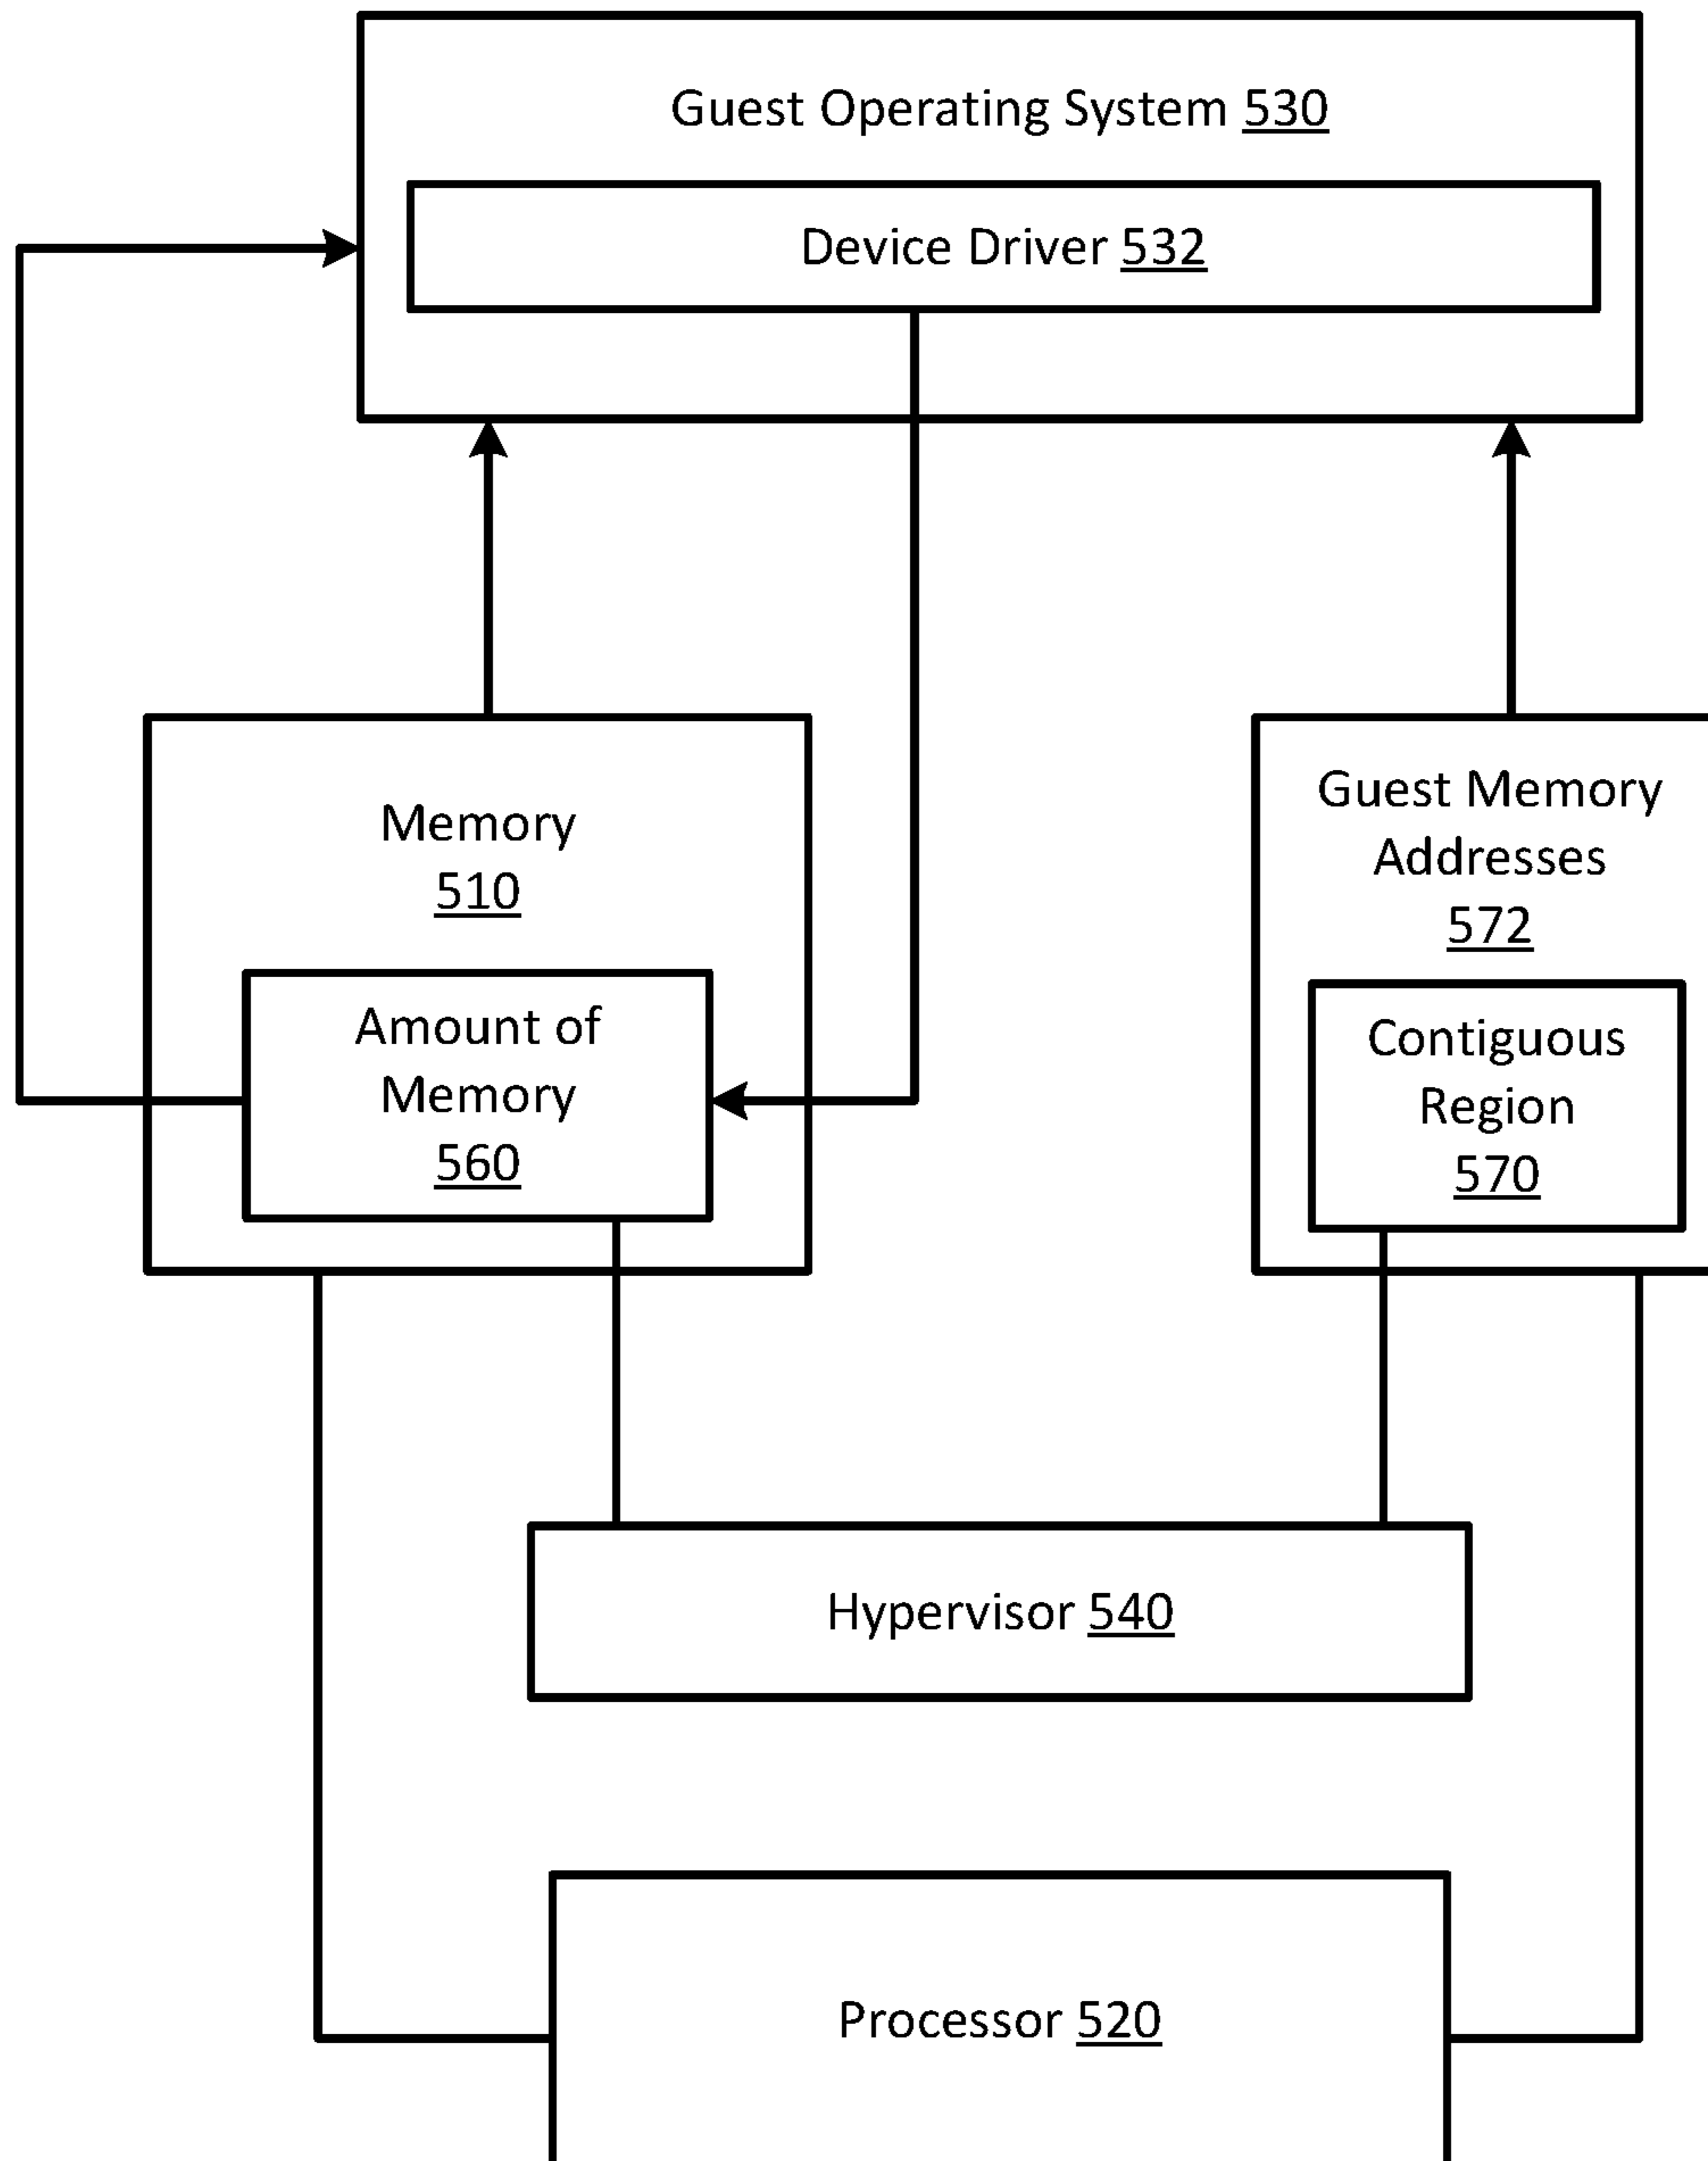 Guest Operating System 530
Device Driver 532
Memory
510
Amount of
Memory
560
Guest Memory
Addresses
572
Contiguous
Region
570
Hypervisor 540
Processor 520